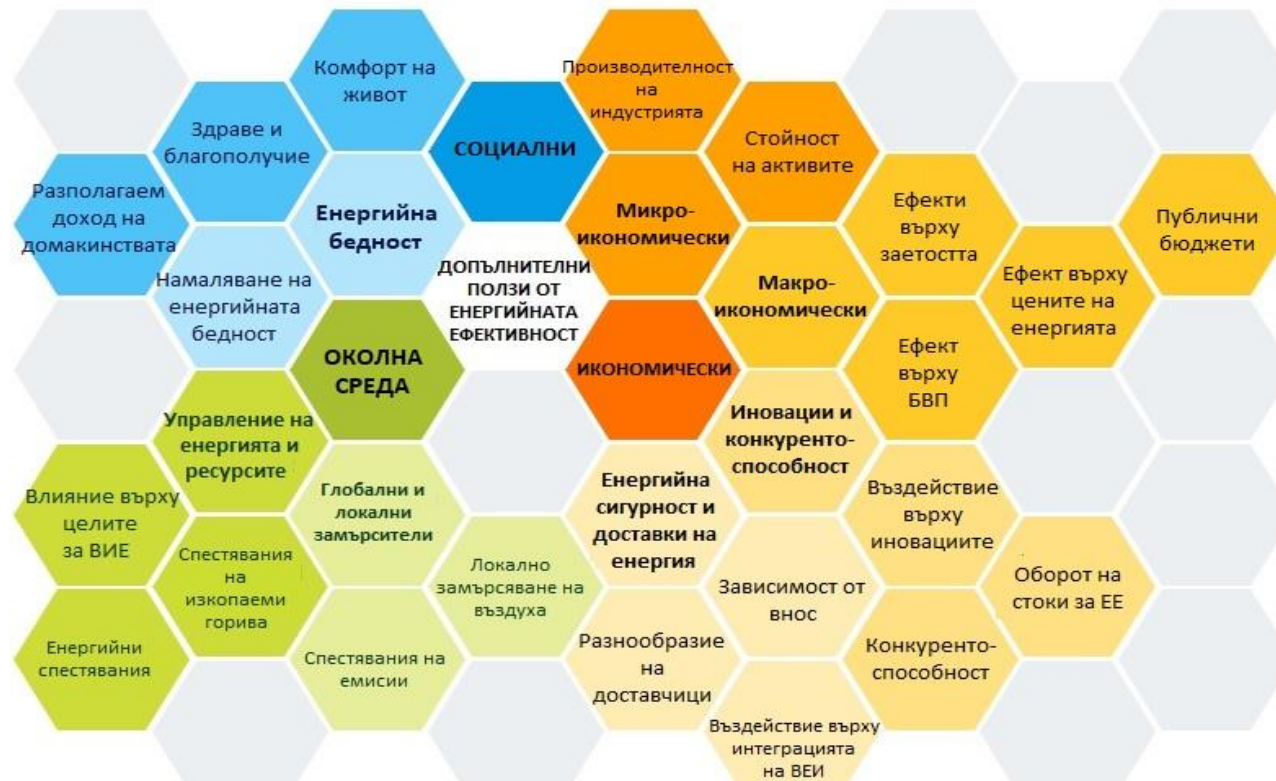 Комфорт на
живот
Производителност
на
индустрията
Здраве и
благополучие
СОЦИАЛНИ
Стойност
на активите
Разполагаем
доход на
домакинствата
Енергийна
бедност
Микро-
икономически
Ефекти
върху
заетостта
Публични
бюджети
Намаляване на
енергийната
бедност
ДОПЪЛНИТЕЛНИ
ПОЛЗИ ОТ
ЕНЕРГИЙНАТА
ЕФЕКТИВНОСТ
Макро-
икономически
Ефект върху
цените на
енергията
ОКОЛНА
СРЕДА
ИКОНОМИЧЕСКИ
Ефект
върху
БВП
Управление на
енергията и
ресурсите
Иновации и
конкуренто-
способност
Влияние върху
целите
за ВИЕ
Глобални и
локални
замърсители
Енергийна
сигурност и
доставки на
енергия
Въздействие
върху
иновациите
Спестявания
на
изкопаеми
горива
Локално
замърсяване на
въздуха
Зависимост от
внос
Оборот на
стоки за ЕЕ
Енергийни
спестявания
Спестявания на
емисии
Разнообразие
на
доставчици
Конкуренто-
способност
Въздействие върху
интеграцията
на ВЕИ